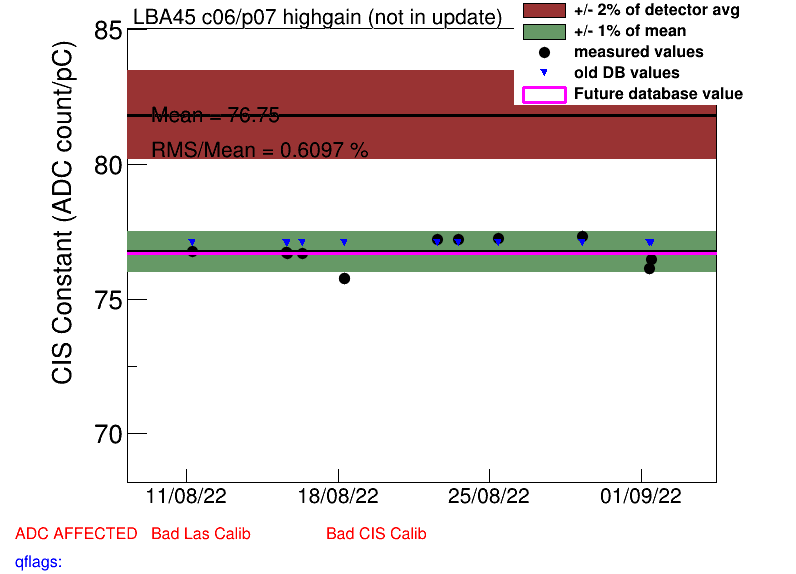 LBA45 c06/p07 highgain (not in update)
+/- 2% of detector avg
+/- 1% of mean
measured values
old DB values
Future database value
Mean = 76.75
RMS/Mean = 0.6097 %
CIS Constant (ADC count/pC)
85
80
75
70
11/08/22 18/08/22 25/08/22 01/09/22
ADC AFFECTED Bad Las Calib Bad CIS Calib
qflags: